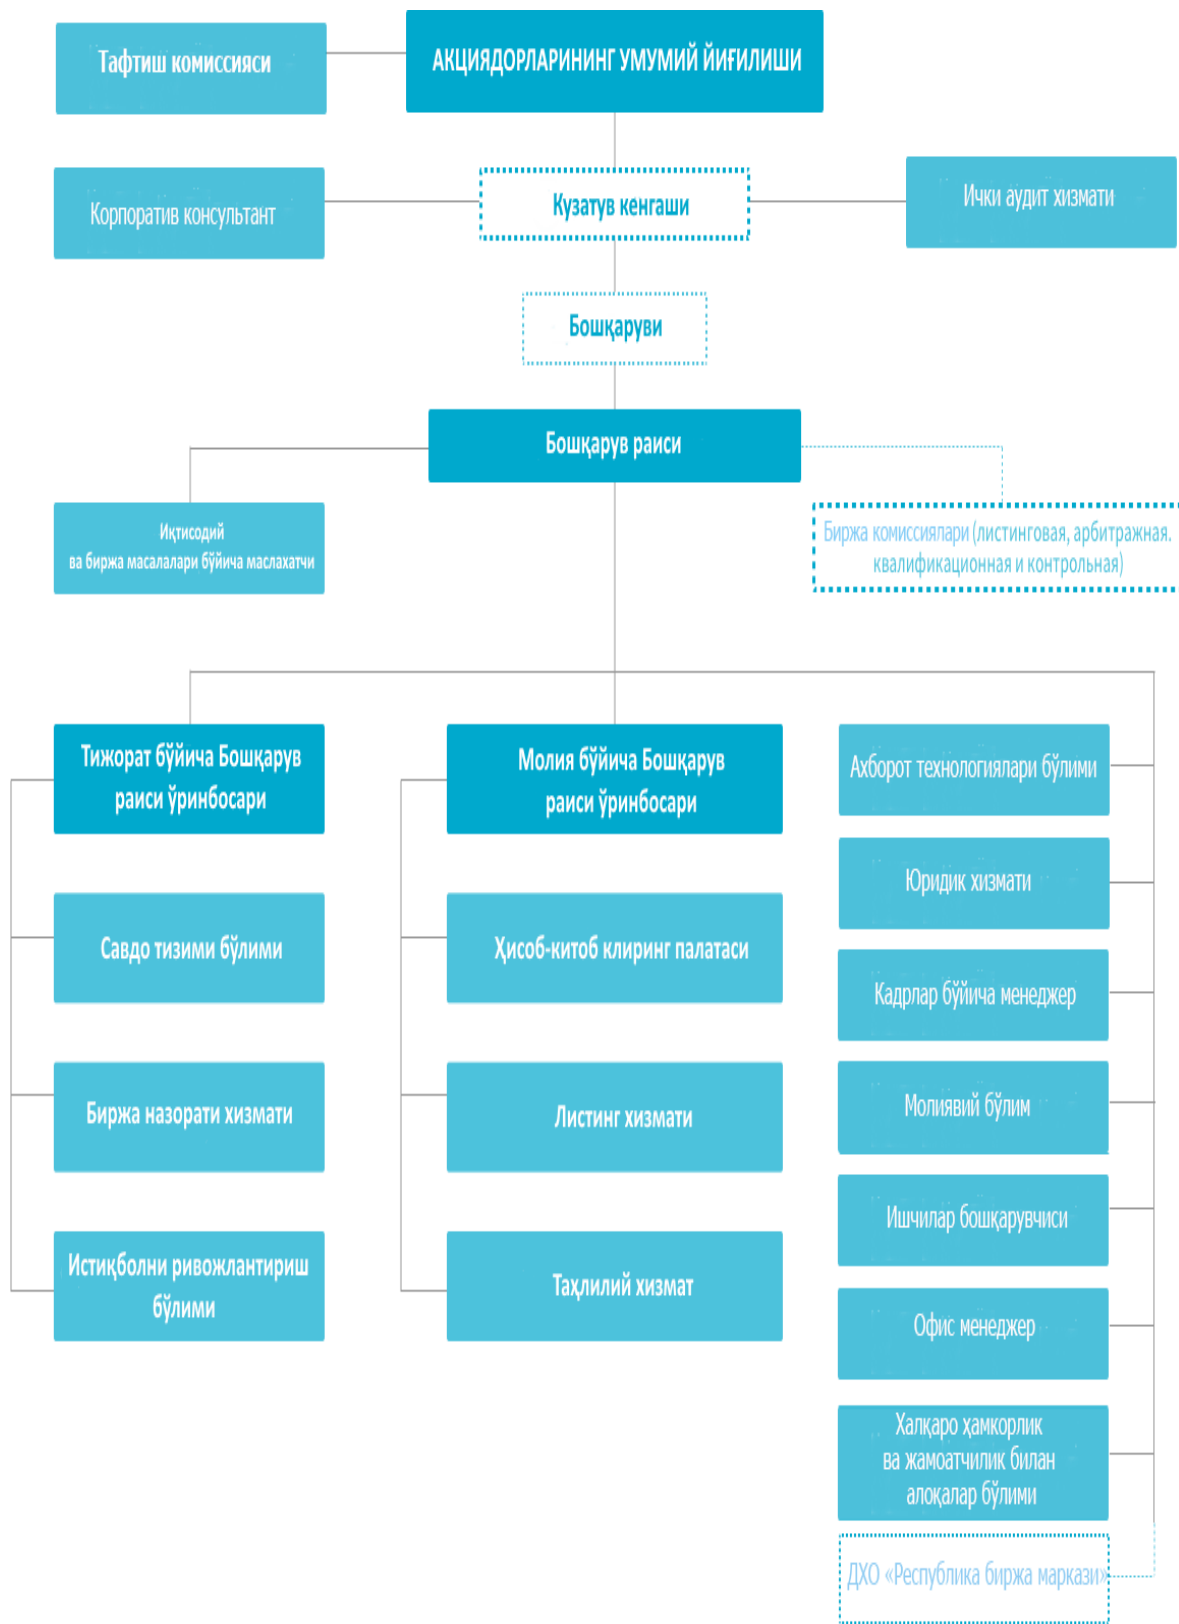 Тафтиш комиссияси
АКЦИЯДОРЛАРИНИНГ УМУМИЙ ЙИҒИЛИШИ
Корпоратив консультант
Кузатув кенгаши
Ички аудит хизмати
Бошқаруви
Бошқарув раиси
Иқтисодий
ва биржа масалалари бўйича маслахатчи
Биржа комиссиялари (листинговая, арбитражная.
квалификационная и контрольная)
Тижорат бўйича Бошқарув
раиси ўринбосари
Савдо тизими бўлими
Биржа назорати хизмати
Истиқболни ривожлантириш
бўлими
Молия бўйича Бошқарув
раиси ўринбосари
Ҳисоб-китоб клиринг палатаси
Листинг хизмати
Таҳлилий хизмат
Ахборот технологиялари бўлими
Юридик хизмати
Кадрлар бўйича менеджер
Молиявий бўлим
Ишчилар бошқарувчиси
Офис менеджер
Халқаро ҳамкорлик
ва жамоатчилик билан
алоқалар бўлими
ДХО «Республика биржа маркази»